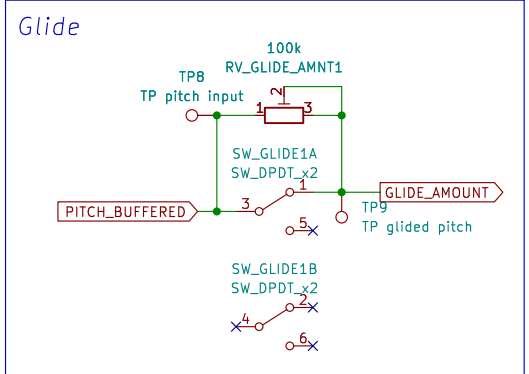 Glide
100k
RV_GLIDE_AMNT1
TP8
TP pitch input
2
1
3
SW_GLIDE1A
SW_DPDT_x2
1
GLIDE_AMOUNT
PITCH_BUFFERED
3
TP9
TP glided pitch
5
SW_GLIDE1B
SW_DPDT_x2
2
4
6